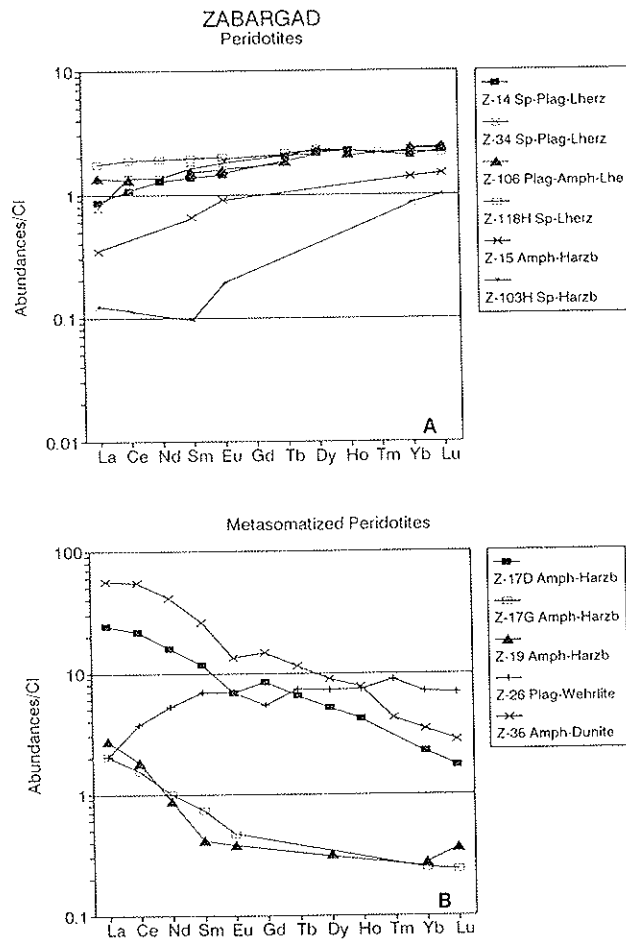 ZABARGAD
Peridotites
10
1
0.1
0.01
Abundances/CI
La Ce Nd Sm Eu Gd Tb Dy Ho Tm Yb Lu
A
Z-14 Sp-Plag-Lherz
Z-34 Sp-Plag-Lherz
Z-106 Plag-Amph-Lhe
Z-118H Sp-Lherz
Z-15 Amph-Harzb
Z-103H Sp-Harzb
Metasomatized Peridotites
100
10
1
0.1
Abundances/CI
La Ce Nd Sm Eu Gd Tb Dy Ho Tm Yb Lu
B
Z-17D Amph-Harzb
Z-17G Amph-Harzb
Z-19 Amph-Harzb
Z-26 Plag-Wehrlite
Z-36 Amph-Dunite